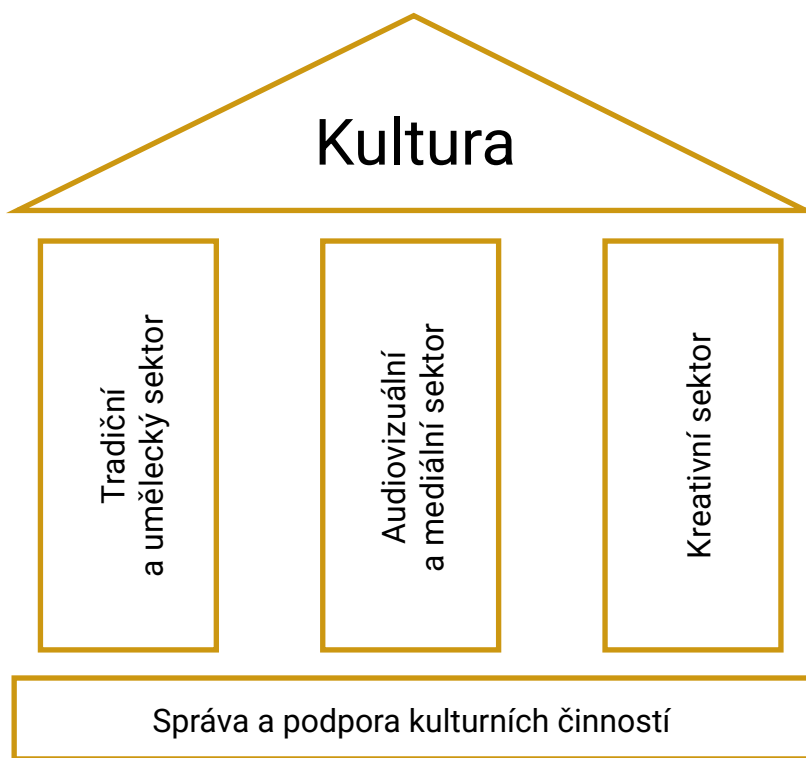 Kultura
Tradiční
a umělecký sektor
Audiovizuální
a mediální sektor
Kreativní sektor
Správa a podpora kulturních činností